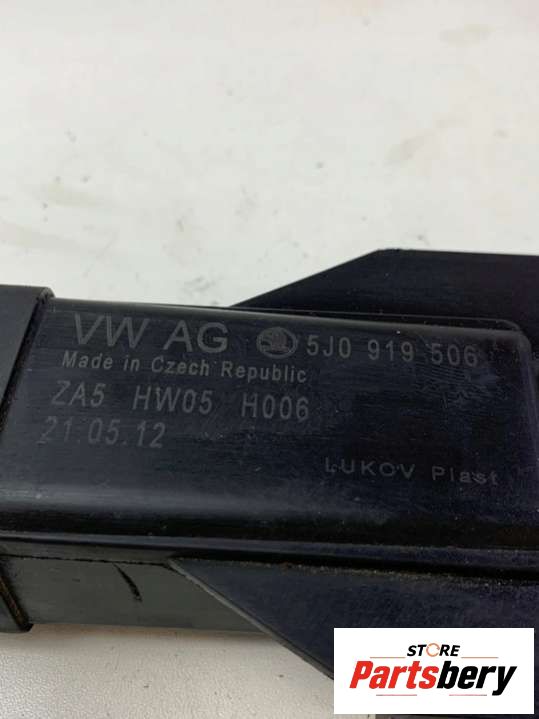 VW AG 5J0 919 506
Made in Czech Republic
ZA5 HW05 H006
21.05.12
LUKOV Plast
STORE
Partsbery